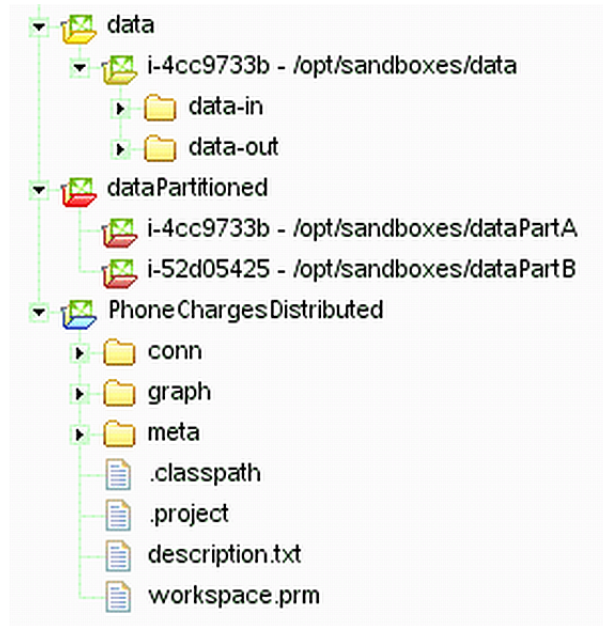 data
i-4cc9733b - /opt/sandboxes/data
data-in
data-out
dataPartitioned
i-4cc9733b - /opt/sandboxes/dataPartA
i-52d05425 - /opt/sandboxes/dataPartB
PhoneChargesDistributed
conn
graph
meta
.classpath
.project
description.txt
workspace.prm